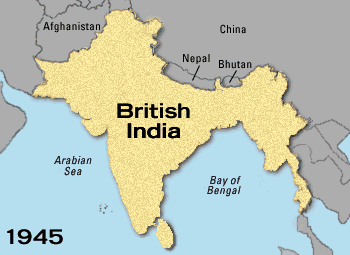 Afghanistan
China
Nepal
Bhutan
British
India
Arabian
Sea
Bay of
Bengal
1945